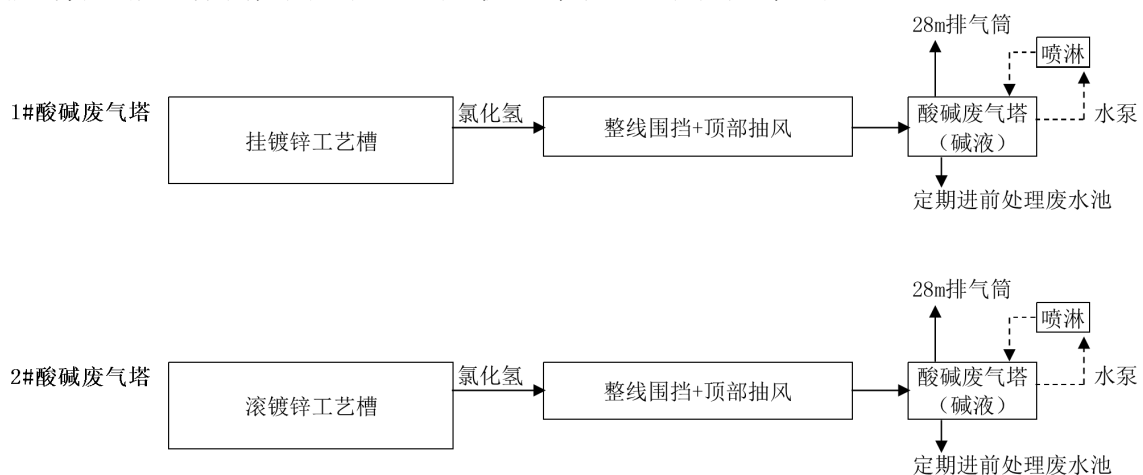 28m排气筒
喷淋
1#酸碱废气塔
氯化氢
挂镀锌工艺槽
整线围挡+顶部抽风
酸碱废气塔
（碱液）
水泵
定期进前处理废水池
28m排气筒
喷淋
2#酸碱废气塔
氯化氢
滚镀锌工艺槽
整线围挡+顶部抽风
酸碱废气塔
（碱液）
水泵
定期进前处理废水池